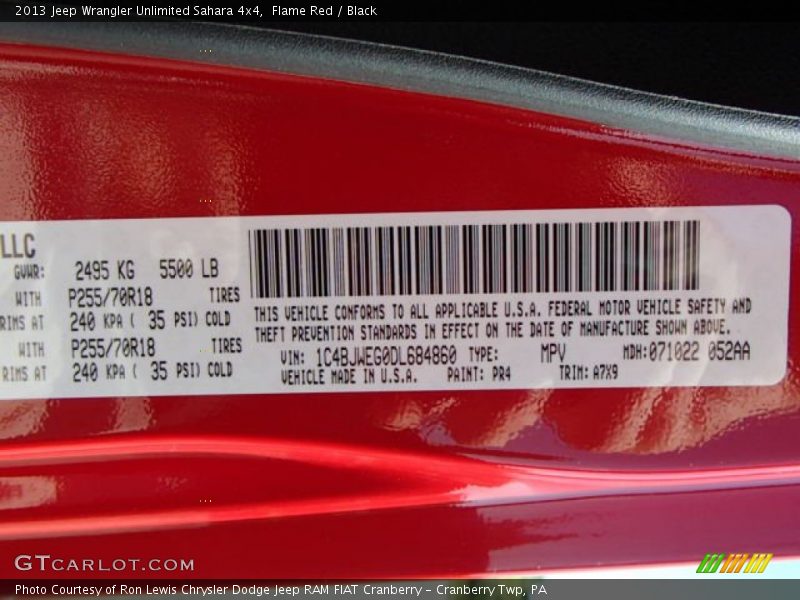 2013 Jeep Wrangler Unlimited Sahara 4x4, Flame Red / Black
LLC
GVWR: 2495 KG 5500 LB
WITH P255/70R18 TIRES
RIMS AT 240 KPA ( 35 PSI) COLD
WITH P255/70R18 TIRES
RIMS AT 240 KPA ( 35 PSI) COLD
THIS VEHICLE CONFORMS TO ALL APPLICABLE U.S.A. FEDERAL MOTOR VEHICLE SAFETY AND
THEFT PREVENTION STANDARDS IN EFFECT ON THE DATE OF MANUFACTURE SHOWN ABOVE.
VIN: 1C4BJWEG0DL684860 TYPE: MPV MDH:071022 052AA
VEHICLE MADE IN U.S.A. PAINT: PR4 TRIM: A7X9
GTCARLOT.COM
Photo Courtesy of Ron Lewis Chrysler Dodge Jeep RAM FIAT Cranberry – Cranberry Twp, PA